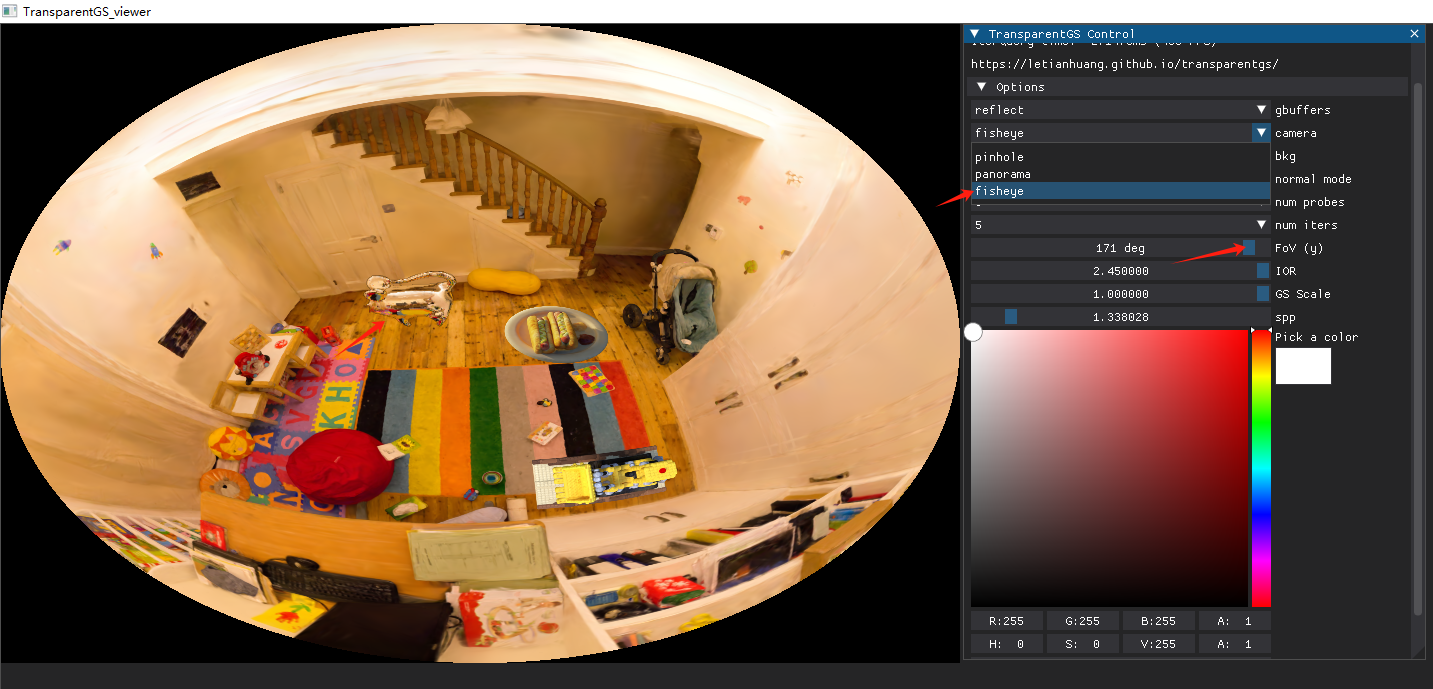 TransparentGS_viewer
TransparentGS Control
https://letianhuang.github.io/transparentgs/
Options
reflect gbuffers
fisheye camera
pinhole bkg
panorama normal mode
fisheye num probes
5 num iters
171 deg FoV (y)
2.450000 IOR
1.000000 GS Scale
1.338028 spp
Pick a color
R:255 G:255 B:255 A: 1
H: 0 S: 0 V:255 A: 1